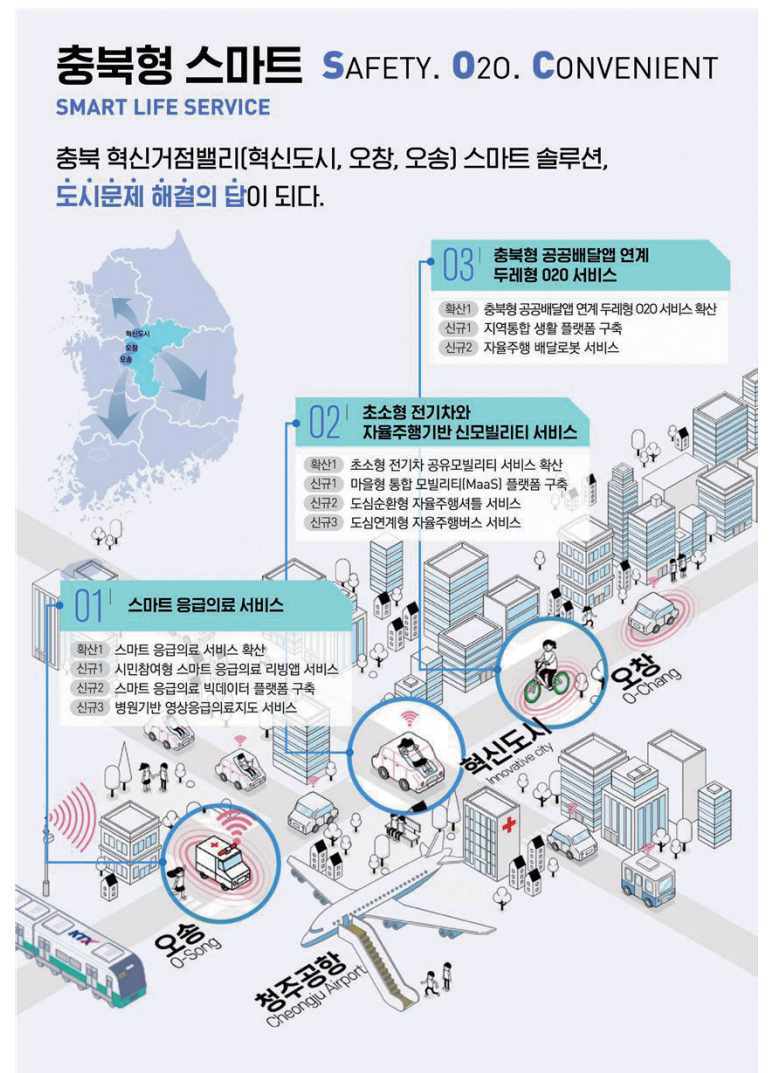 충북형 스마트 SAFETY. O2O. CONVENIENT
SMART LIFE SERVICE
충북 혁신거점밸리(혁신도시, 오창, 오송) 스마트 솔루션,
도시문제 해결의 답이 되다.
혁신도시
오창
오송
03 충북형 공공배달앱 연계
두레형 O2O 서비스
확산1 충북형 공공배달앱 연계 두레형 O2O 서비스 확산
신규1 지역통합 생활 플랫폼 구축
신규2 자율주행 배달로봇 서비스
02 초소형 전기차와
자율주행기반 신모빌리티 서비스
확산1 초소형 전기차 공유모빌리티 서비스 확산
신규1 마을형 통합 모빌리티(MaaS) 플랫폼 구축
신규2 도심순환형 자율주행셔틀 서비스
신규3 도심연계형 자율주행버스 서비스
01 스마트 응급의료 서비스
확산1 스마트 응급의료 서비스 확산
신규1 시민참여형 스마트 응급의료 리빙앱 서비스
신규2 스마트 응급의료 빅데이터 플랫폼 구축
신규3 병원기반 영상응급의료지도 서비스
오창
O-Chang
혁신도시
Innovative city
오송
O-Song
청주공항
Cheongju Airport
KTX